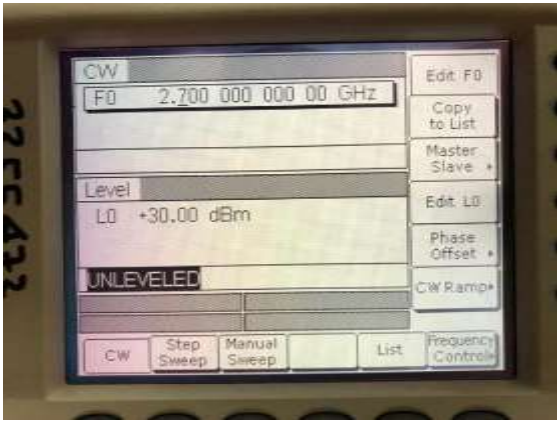 CW
F0 2.700 000 000 00 GHz
Level
L0 +30.00 dBm
UNLEVELED
Edit F0
Copy
to List
Master
Slave
Edit L0
Phase
Offset
CW Ramp
CW
Step
Sweep
Manual
Sweep
List
Frequency
Control